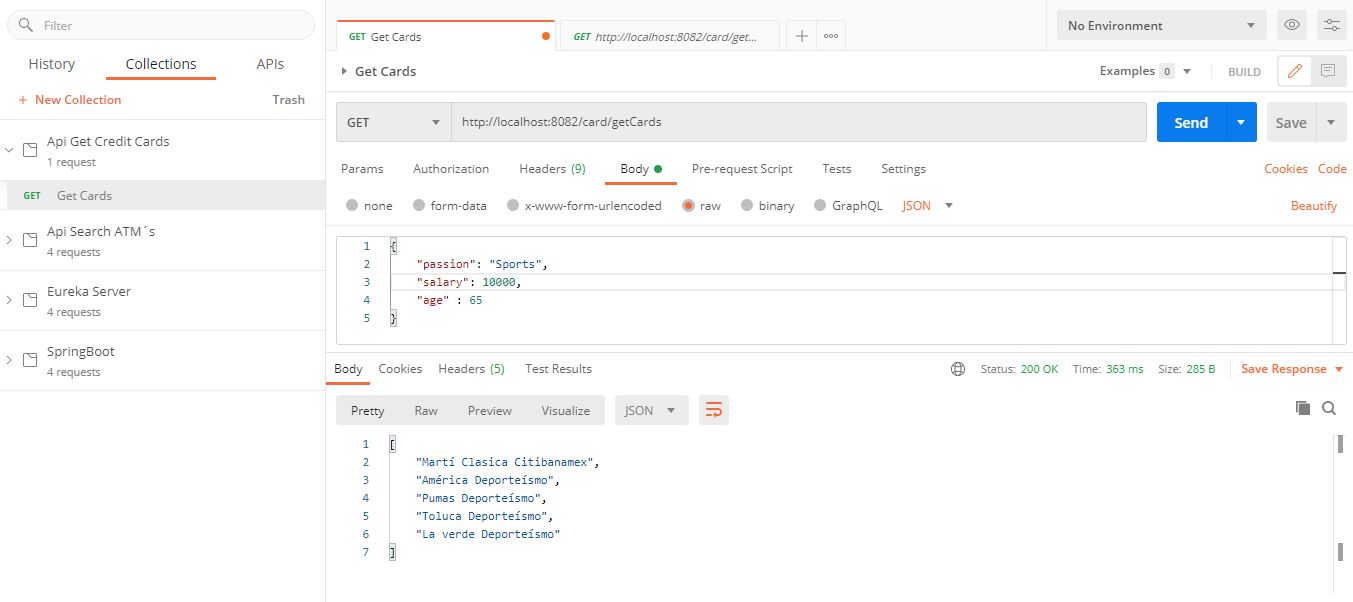 Filter
History Collections APIs
+ New Collection Trash
Api Get Credit Cards
1 request
GET Get Cards
Api Search ATM´s
4 requests
Eureka Server
4 requests
SpringBoot
4 requests
GET Get Cards GET http://localhost:8082/card/get... + ooo No Environment
Get Cards Examples 0 BUILD
GET http://localhost:8082/card/getCards Send Save
Params Authorization Headers (9) Body Pre-request Script Tests Settings Cookies Code
none form-data x-www-form-urlencoded raw binary GraphQL JSON Beautify
1 {
2 "passion": "Sports",
3 "salary": 10000,
4 "age" : 65
5 }
Body Cookies Headers (5) Test Results Status: 200 OK Time: 363 ms Size: 285 B Save Response
Pretty Raw Preview Visualize JSON
1 [
2 "Martí Clasica Citibanamex",
3 "América Deporteísmo",
4 "Pumas Deporteísmo",
5 "Toluca Deporteísmo",
6 "La verde Deporteísmo"
7 ]